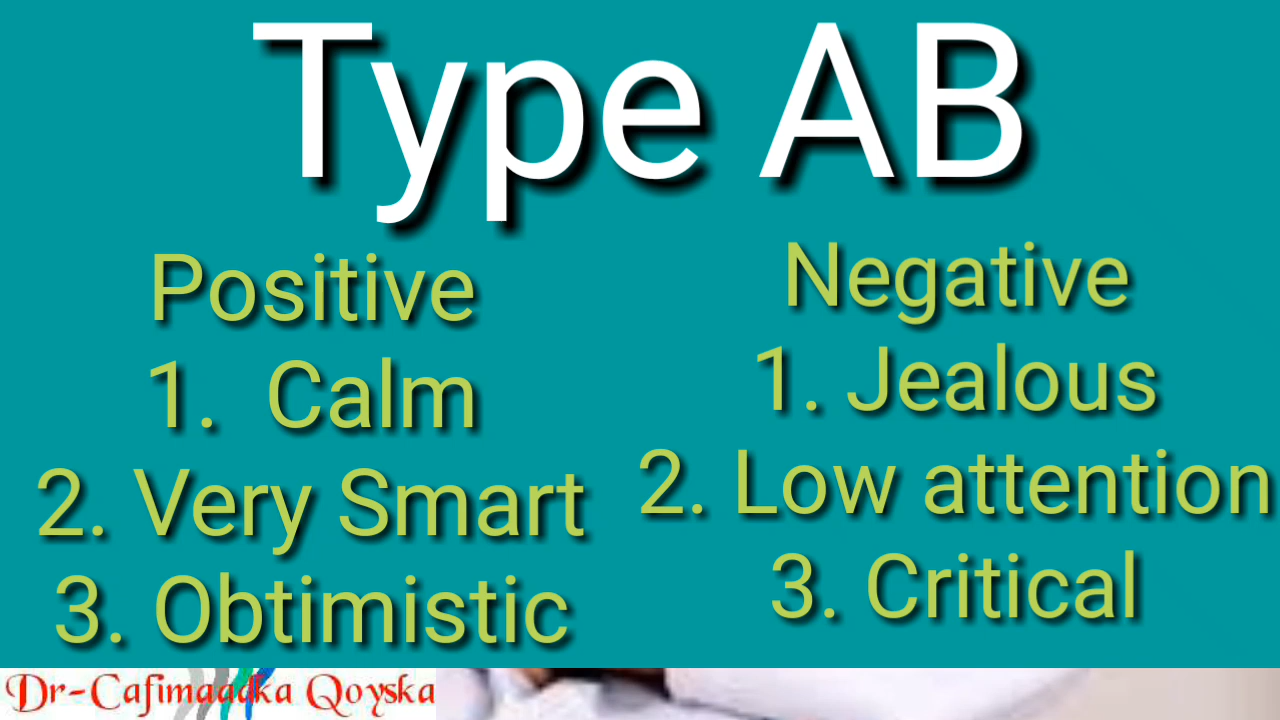 Type AB
Positive
1. Calm
2. Very Smart
3. Obtimistic
Negative
1. Jealous
2. Low attention
3. Critical
Dr-Cafimaadka Qoyska